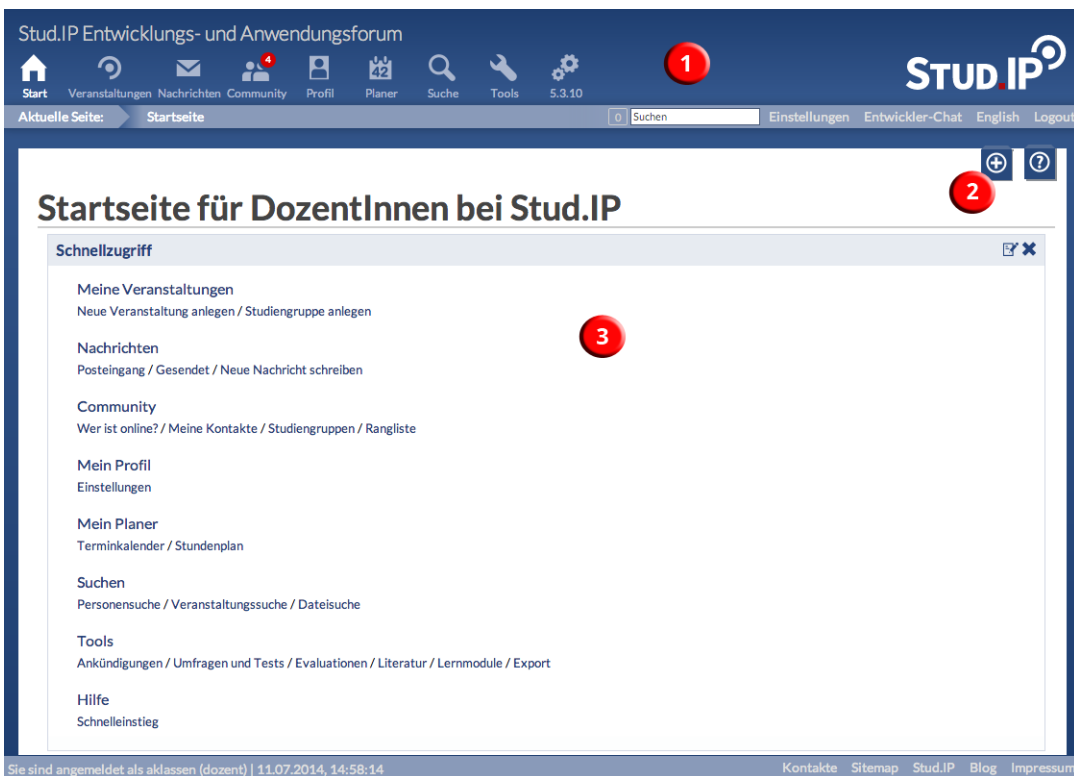 Stud.IP Entwicklungs- und Anwendungsforum
4
42
1
STUD.IP
Start Veranstaltungen Nachrichten Community Profil Planer Suche Tools 5.3.10
Aktuelle Seite: Startseite 0 Suchen Einstellungen Entwickler-Chat English Logout
2
Startseite für DozentInnen bei Stud.IP
Schnellzugriff
Meine Veranstaltungen
Neue Veranstaltung anlegen / Studiengruppe anlegen
3
Nachrichten
Posteingang / Gesendet / Neue Nachricht schreiben
Community
Wer ist online? / Meine Kontakte / Studiengruppen / Rangliste
Mein Profil
Einstellungen
Mein Planer
Terminkalender / Stundenplan
Suchen
Personensuche / Veranstaltungssuche / Dateisuche
Tools
Ankündigungen / Umfragen und Tests / Evaluationen / Literatur / Lernmodule / Export
Hilfe
Schnelleinstieg
Sie sind angemeldet als aklassen (dozent) | 11.07.2014, 14:58:14 Kontakte Sitemap Stud.IP Blog Impressum